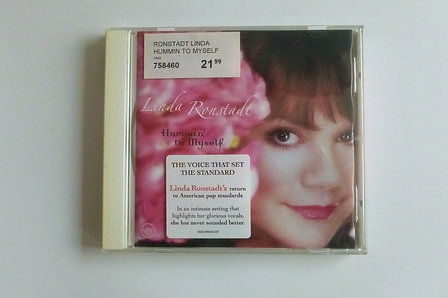 RONSTADT LINDA
HUMMIN TO MYSELF
Jazz
758460 21 99
Linda Ronstadt
Hummin'
to Myself
THE VOICE THAT SET
THE STANDARD
Linda Ronstadt's return
to American pop standards
In an intimate setting that
highlights her glorious vocals,
she has never sounded better.